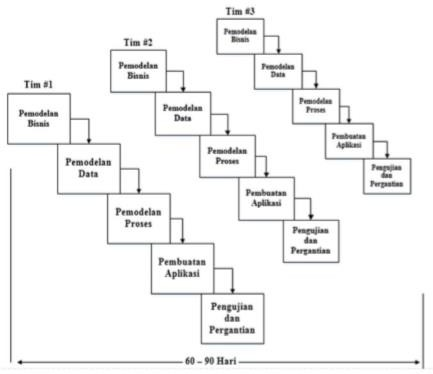 Tim #1
Pemodelan
Bisnis
Pemodelan
Data
Pemodelan
Proses
Pembuatan
Aplikasi
Pengujian
dan
Pergantian
Tim #2
Pemodelan
Bisnis
Pemodelan
Data
Pemodelan
Proses
Pembuatan
Aplikasi
Pengujian
dan
Pergantian
Tim #3
Pemodelan
Bisnis
Pemodelan
Data
Pemodelan
Proses
Pembuatan
Aplikasi
Pengujian
dan
Pergantian
60 – 90 Hari